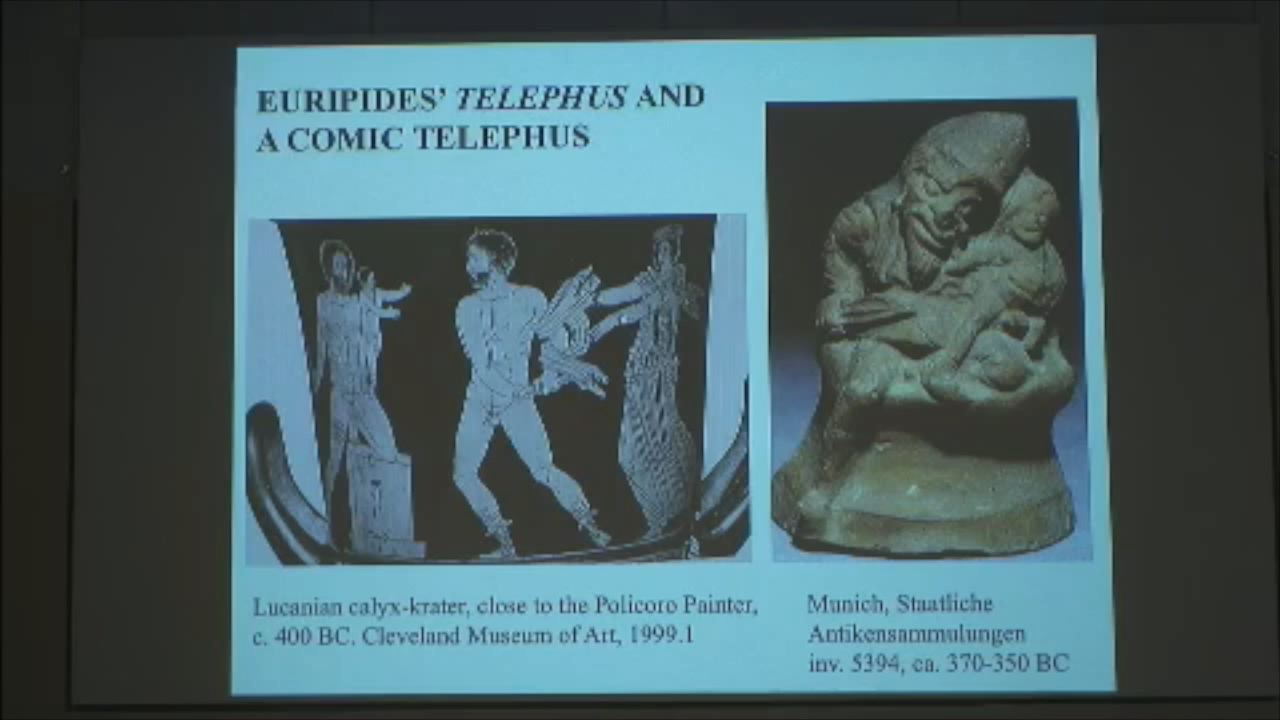 EURIPIDES' TELEPHUS AND
A COMIC TELEPHUS
Lucanian calyx-krater, close to the Policoro Painter,
c. 400 BC. Cleveland Museum of Art, 1999.1
Munich, Staatliche
Antikensammulungen
inv. 5394, ca. 370-350 BC